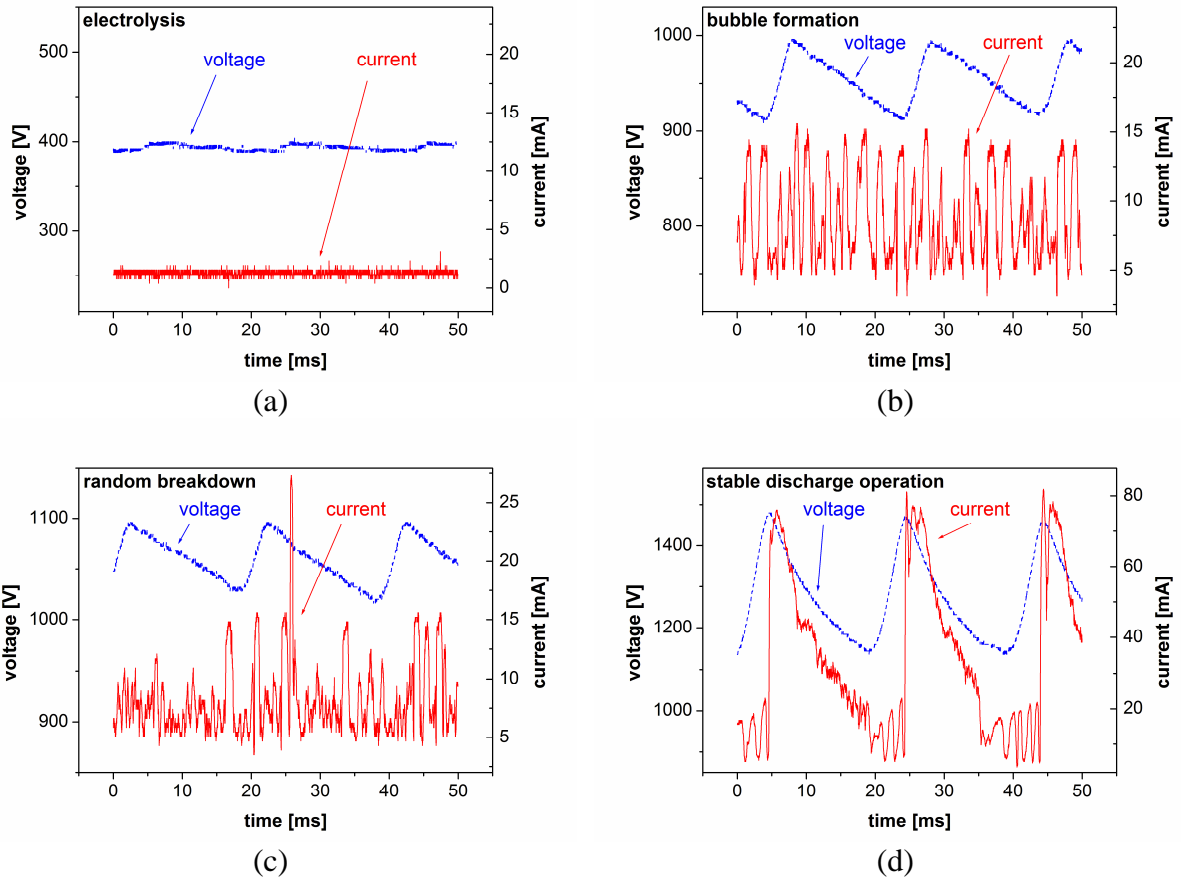 electrolysis
500
400
300
voltage [V]
voltage
current
20
15
10
5
0
current [mA]
0 10 20 30 40 50
time [ms]
(a)
bubble formation
1000
900
800
voltage [V]
voltage
current
20
15
10
5
current [mA]
0 10 20 30 40 50
time [ms]
(b)
random breakdown
1100
1000
900
voltage [V]
voltage
current
25
20
15
10
5
current [mA]
0 10 20 30 40 50
time [ms]
(c)
stable discharge operation
1400
1200
1000
voltage [V]
voltage
current
80
60
40
20
0
current [mA]
0 10 20 30 40 50
time [ms]
(d)